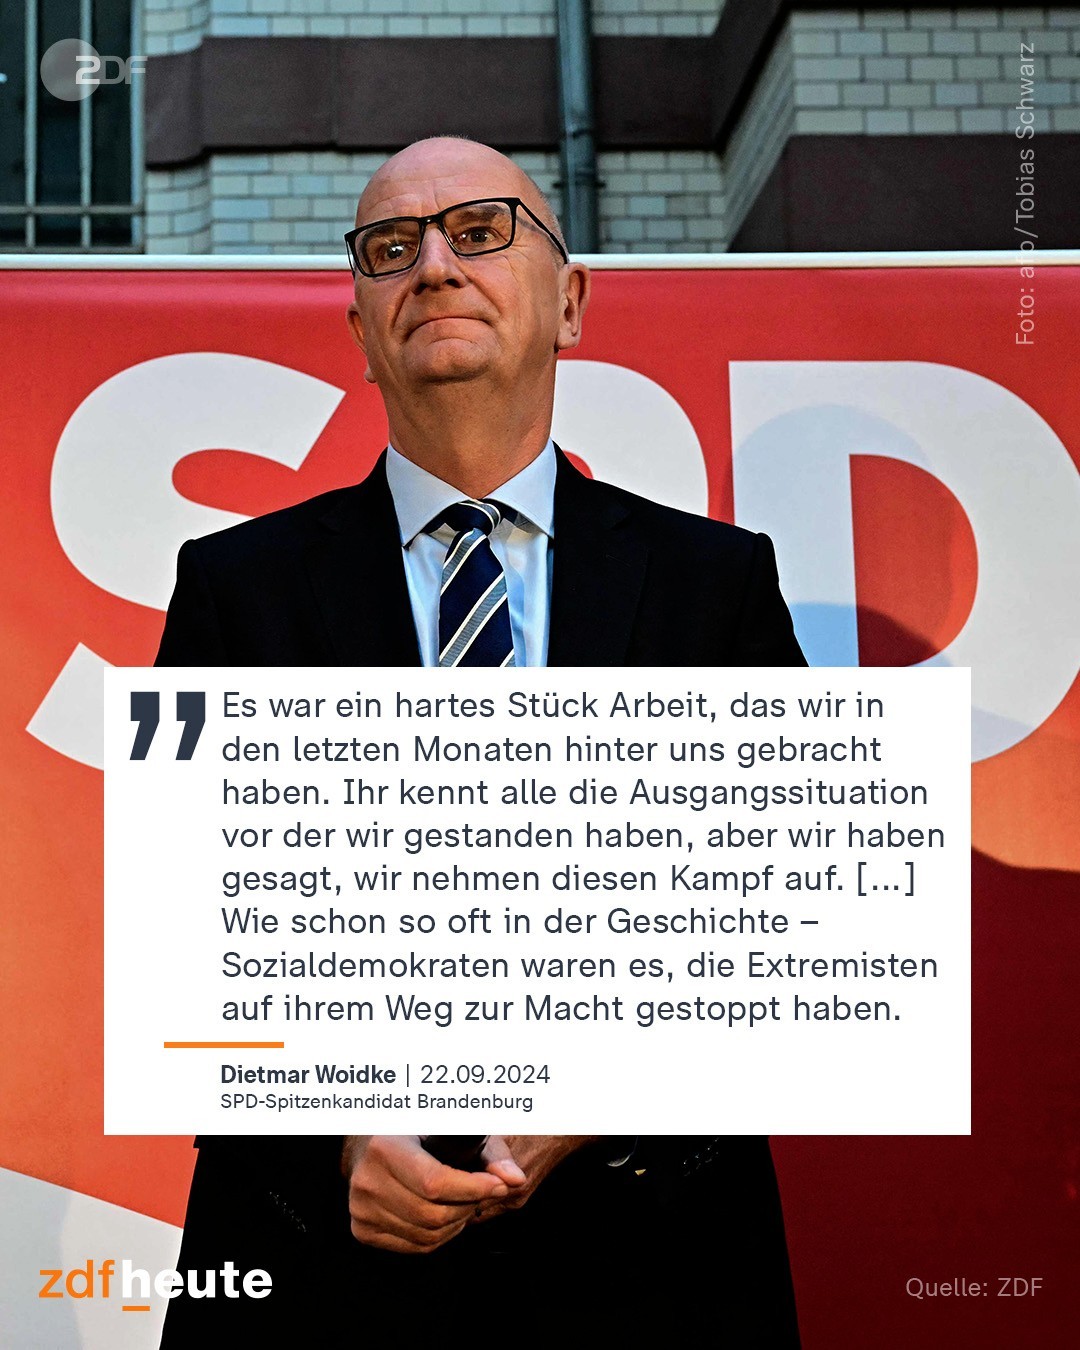 ZDF
Foto: afp/Tobias Schwarz
SPD
” Es war ein hartes Stück Arbeit, das wir in
den letzten Monaten hinter uns gebracht
haben. Ihr kennt alle die Ausgangssituation
vor der wir gestanden haben, aber wir haben
gesagt, wir nehmen diesen Kampf auf. [...]
Wie schon so oft in der Geschichte –
Sozialdemokraten waren es, die Extremisten
auf ihrem Weg zur Macht gestoppt haben.
Dietmar Woidke | 22.09.2024
SPD-Spitzenkandidat Brandenburg
zdfheute
Quelle: ZDF